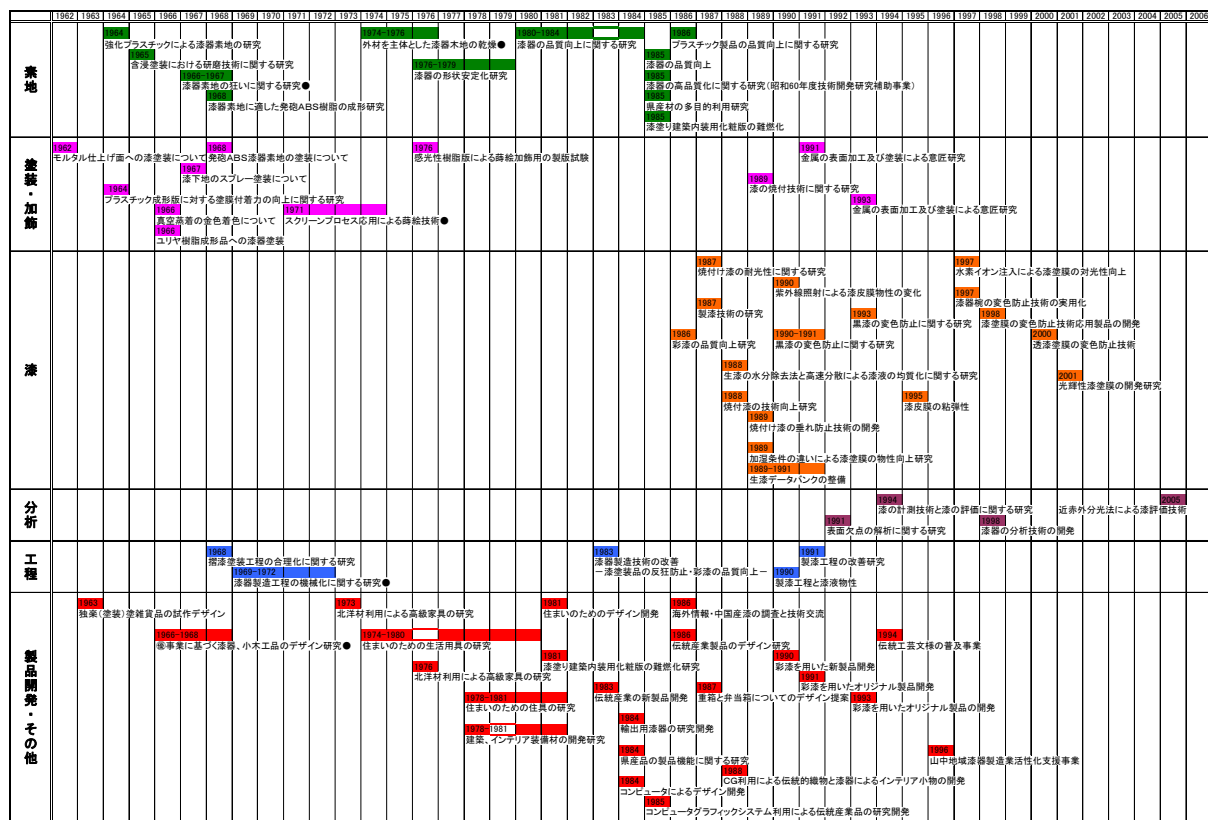 1962 1963 1964 1965 1966 1967 1968 1969 1970 1971 1972 1973 1974 1975 1976 1977 1978 1979 1980 1981 1982 1983 1984 1985 1986 1987 1988 1989 1990 1991 1992 1993 1994 1995 1996 1997 1998 1999 2000 2001 2002 2003 2004 2005 2006
素地
1964
強化プラスチックによる漆器素地の研究
1974-1976
外材を主体とした漆器木地の乾燥●
1980-1984
漆器の品質向上に関する研究
1986
プラスチック製品の品質向上に関する研究
1965
含浸塗装における研磨技術に関する研究
1985
漆器の品質向上
1966-1967
漆器素地の狂いに関する研究●
1976-1979
漆器の形状安定化研究
1985
漆器の高品質化に関する研究(昭和60年度技術開発研究補助事業)
1968
漆器素地に適した発砲ABS樹脂の成形研究
1985
県産材の多目的利用研究
1985
漆塗り建築内装用化粧版の難燃化
塗装・加飾
1962
モルタル仕上げ面への漆塗装について
1968
発砲ABS漆器素地の塗装について
1976
感光性樹脂版による蒔絵加飾用の製版試験
1991
金属の表面加工及び塗装による意匠研究
1967
漆下地のスプレー塗装について
1989
漆の焼付技術に関する研究
1964
プラスチック成形版に対する塗膜付着力の向上に関する研究
1993
金属の表面加工及び塗装による意匠研究
1966
真空蒸着の金色着色について
1971
スクリーンプロセス応用による蒔絵技術●
1966
ユリヤ樹脂成形品への漆器塗装
漆
1987
焼付け漆の耐光性に関する研究
1997
水素イオン注入による漆塗膜の対光性向上
1990
紫外線照射による漆皮膜物性の変化
1987
製漆技術の研究
1997
漆器椀の変色防止技術の実用化
1993
黒漆の変色防止に関する研究
1998
漆塗膜の変色防止技術応用製品の開発
1986
彩漆の品質向上研究
1990-1991
黒漆の変色防止に関する研究
2000
透漆塗膜の変色防止技術
1988
生漆の水分除去法と高速分散による漆液の均質化に関する研究
2001
光輝性漆塗膜の開発研究
1988
焼付漆の技術向上研究
1995
漆皮膜の粘弾性
1989
焼付け漆の垂れ防止技術の開発
1989
加湿条件の違いによる漆塗膜の物性向上研究
1989-1991
生漆データバンクの整備
分析
1994
漆の計測技術と漆の評価に関する研究
2005
近赤外分光法による漆評価技術
1991
表面欠点の解析に関する研究
1998
漆器の分析技術の開発
工程
1968
摺漆塗装工程の合理化に関する研究
1983
漆器製造技術の改善
－漆塗装品の反狂防止・彩漆の品質向上－
1991
製漆工程の改善研究
1969-1972
漆器製造工程の機械化に関する研究●
1990
製漆工程と漆液物性
製品開発・その他
1963
独楽(塗装)塗雑貨品の試作デザイン
1973
北洋材利用による高級家具の研究
1981
住まいのためのデザイン開発
1986
海外情報・中国産漆の調査と技術交流
1966-1968
事業に基づく漆器、小木工品のデザイン研究●
1974-1980
住まいのための生活用具の研究
1986
伝統産業製品のデザイン研究
1994
伝統工芸文様の普及事業
1976
北洋材利用による高級家具の研究
1981
漆塗り建築内装用化粧版の難燃化研究
1990
彩漆を用いた新製品開発
1991
彩漆を用いたオリジナル製品開発
1978-1981
住まいのための住具の研究
1983
伝統産業の新製品開発
1987
重箱と弁当箱についてのデザイン提案
1993
彩漆を用いたオリジナル製品の開発
1978-1981
建築、インテリア装備材の開発研究
1984
輸出用漆器の研究開発
1984
県産品の製品機能に関する研究
1996
山中地域漆器製造業活性化支援事業
1988
CG利用による伝統的織物と漆器によるインテリア小物の開発
1984
コンピュータによるデザイン開発
1985
コンピュータグラフィックシステム利用による伝統産業品の研究開発